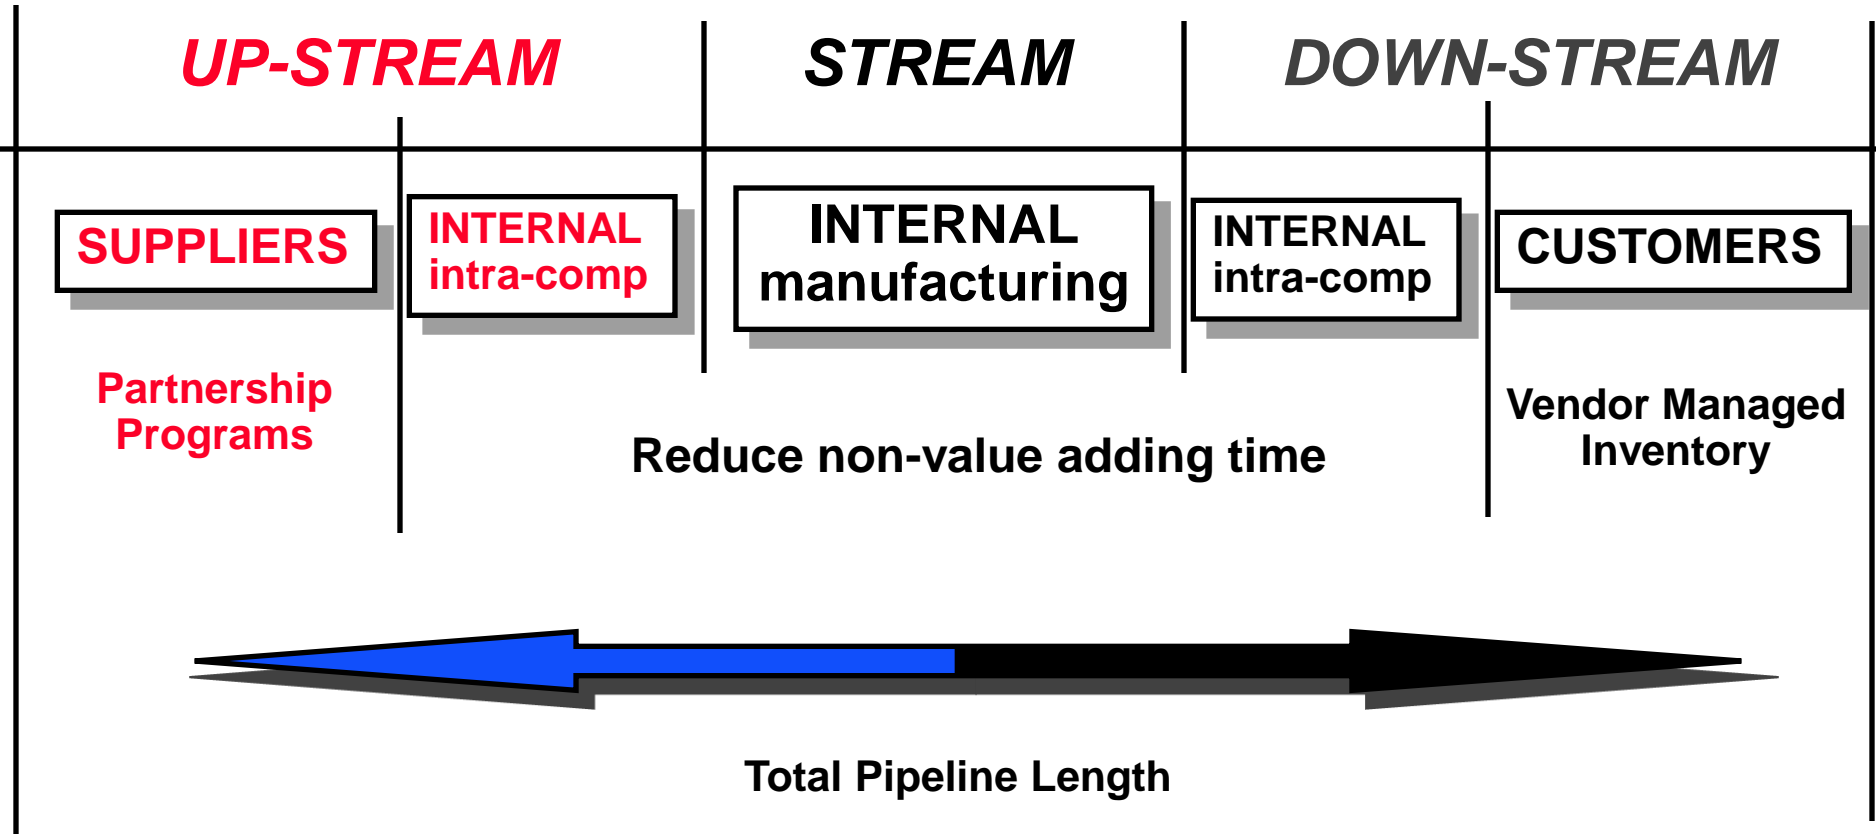 UP-STREAM
STREAM
DOWN-STREAM
SUPPLIERS
INTERNAL
intra-comp
INTERNAL
manufacturing
INTERNAL
intra-comp
CUSTOMERS
Partnership
Programs
Reduce non-value adding time
Vendor Managed
Inventory
Total Pipeline Length